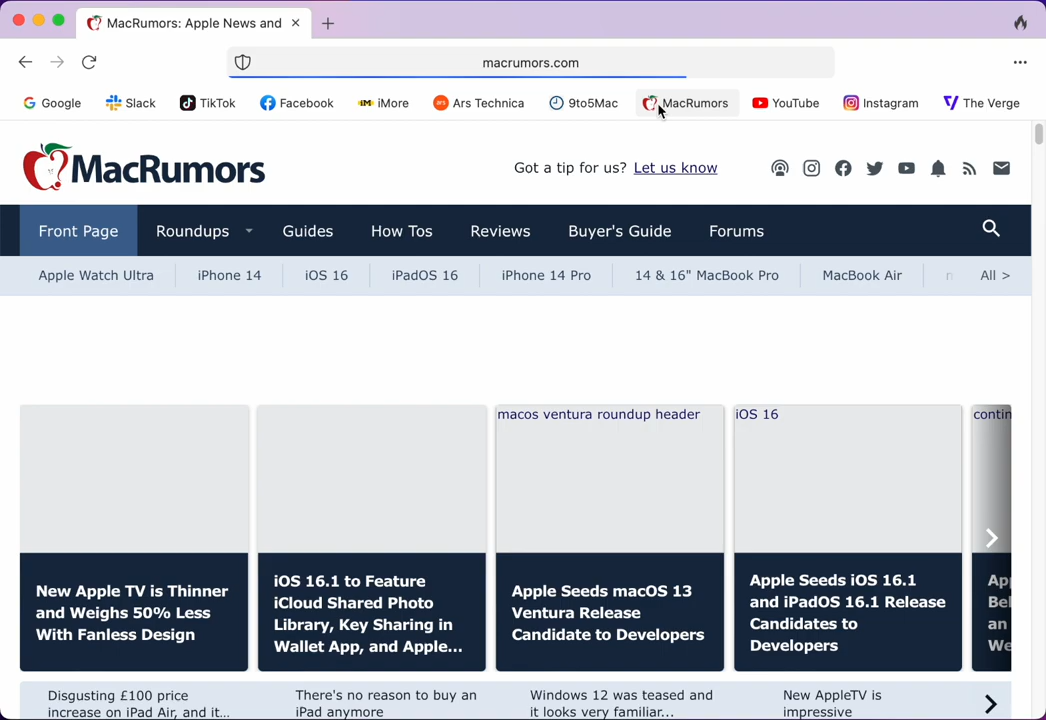 MacRumors: Apple News and
macrumors.com
Google
Slack
TikTok
Facebook
iMore
Ars Technica
9to5Mac
MacRumors
YouTube
Instagram
The Verge
MacRumors
Got a tip for us? Let us know
Front Page
Roundups
Guides
How Tos
Reviews
Buyer's Guide
Forums
Apple Watch Ultra
iPhone 14
iOS 16
iPadOS 16
iPhone 14 Pro
14 & 16" MacBook Pro
MacBook Air
All >
macos ventura roundup header
iOS 16
New Apple TV is Thinner
and Weighs 50% Less
With Fanless Design
iOS 16.1 to Feature
iCloud Shared Photo
Library, Key Sharing in
Wallet App, and Apple...
Apple Seeds macOS 13
Ventura Release
Candidate to Developers
Apple Seeds iOS 16.1
and iPadOS 16.1 Release
Candidates to
Developers
Disgusting £100 price
increase on iPad Air, and it...
There's no reason to buy an
iPad anymore
Windows 12 was teased and
it looks very familiar...
New AppleTV is
impressive